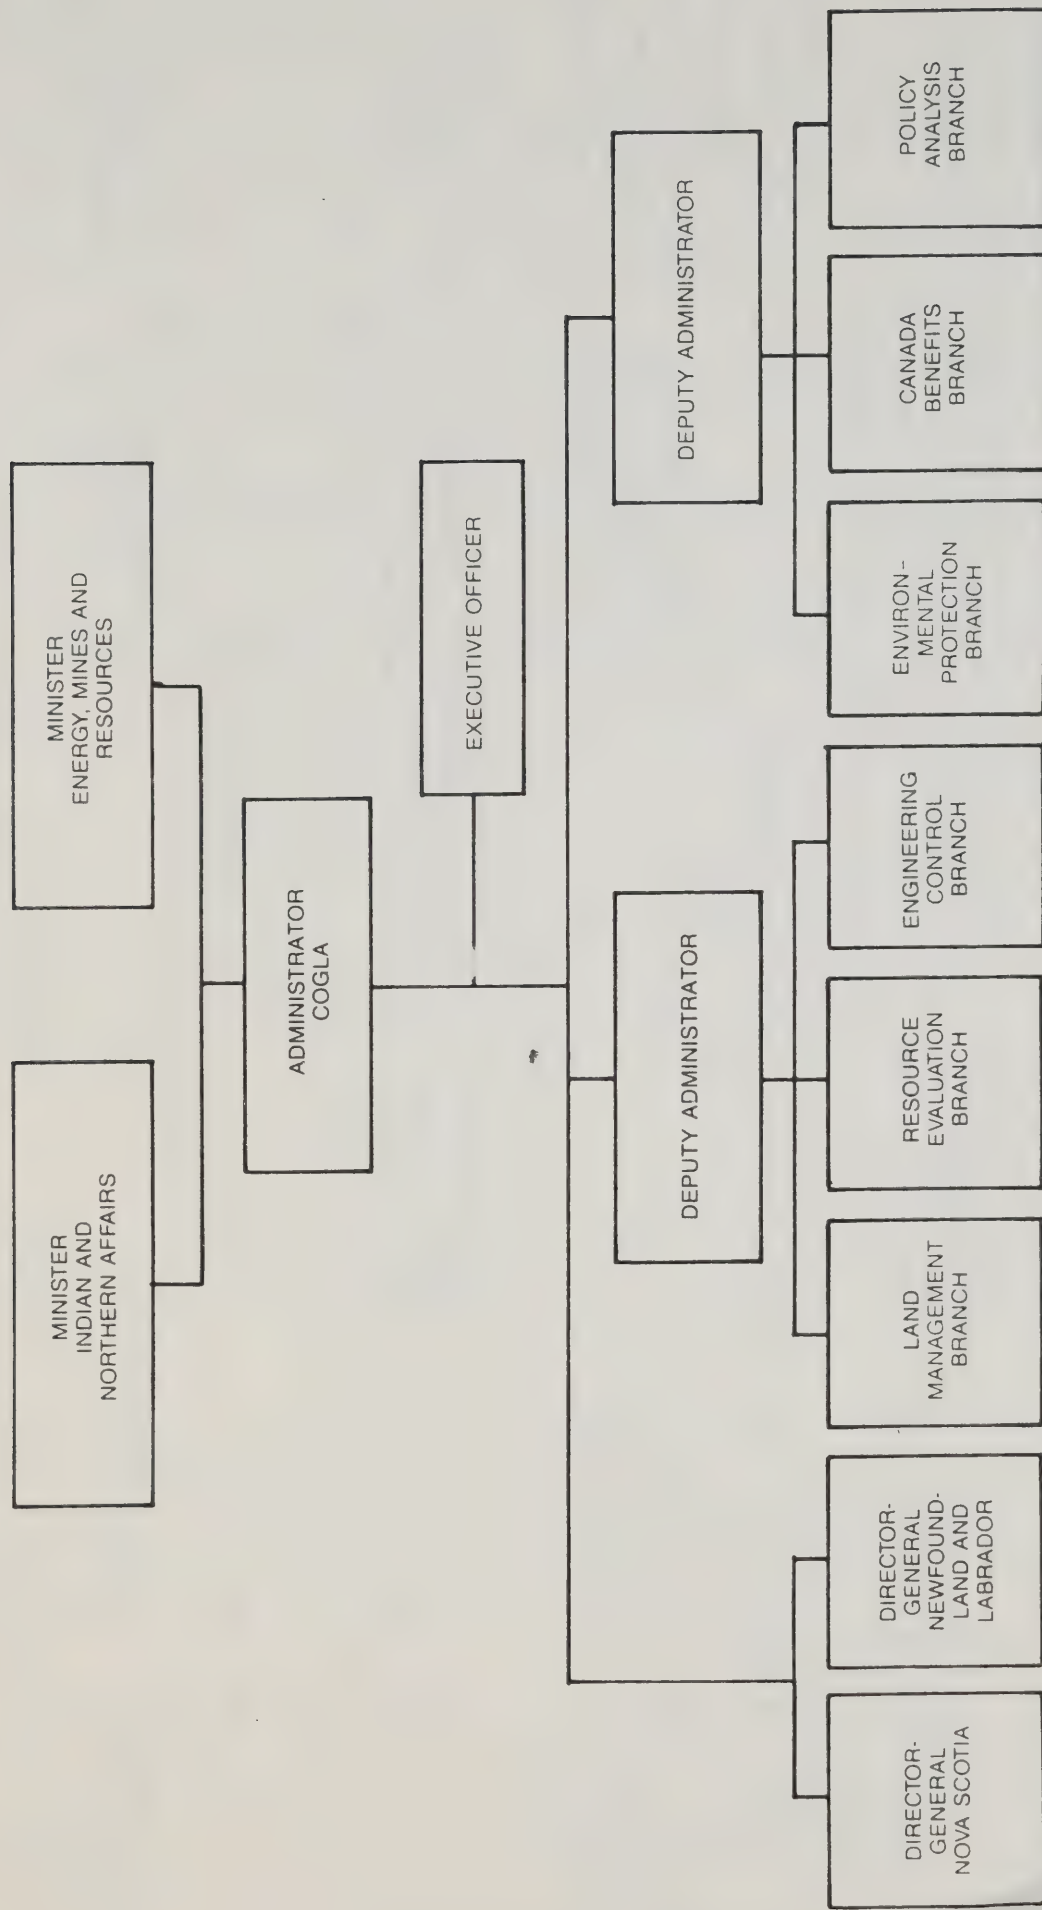 MINISTER
INDIAN AND
NORTHERN AFFAIRS
MINISTER
ENERGY, MINES AND
RESOURCES
ADMINISTRATOR
COGLA
EXECUTIVE OFFICER
DEPUTY ADMINISTRATOR
DEPUTY ADMINISTRATOR
DIRECTOR-
GENERAL
NOVA SCOTIA
DIRECTOR-
GENERAL
NEWFOUND-
LAND AND
LABRADOR
LAND
MANAGEMENT
BRANCH
RESOURCE
EVALUATION
BRANCH
ENGINEERING
CONTROL
BRANCH
ENVIRON-
MENTAL
PROTECTION
BRANCH
CANADA
BENEFITS
BRANCH
POLICY
ANALYSIS
BRANCH